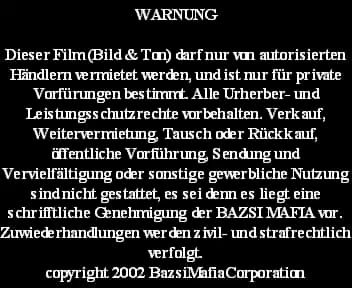 WARNUNG
Dieser Film (Bild & Ton) darf nur von autorisierten
Händlern vermietet werden, und ist nur für private
Vorfürungen bestimmt. Alle Urherber- und
Leistungsschutzrechte vorbehalten. Verkauf,
Weitervermietung, Tausch oder Rückkauf,
öffentliche Vorführung, Sendung und
Vervielfältigung oder sonstige gewerbliche Nutzung
sind nicht gestattet, es sei denn es liegt eine
schrifftliche Genehmigung der BAZSI MAFIA vor.
Zuwiederhandlungen werden zivil- und strafrechtlich
verfolgt.
copyright 2002 BazsiMafiaCorporation